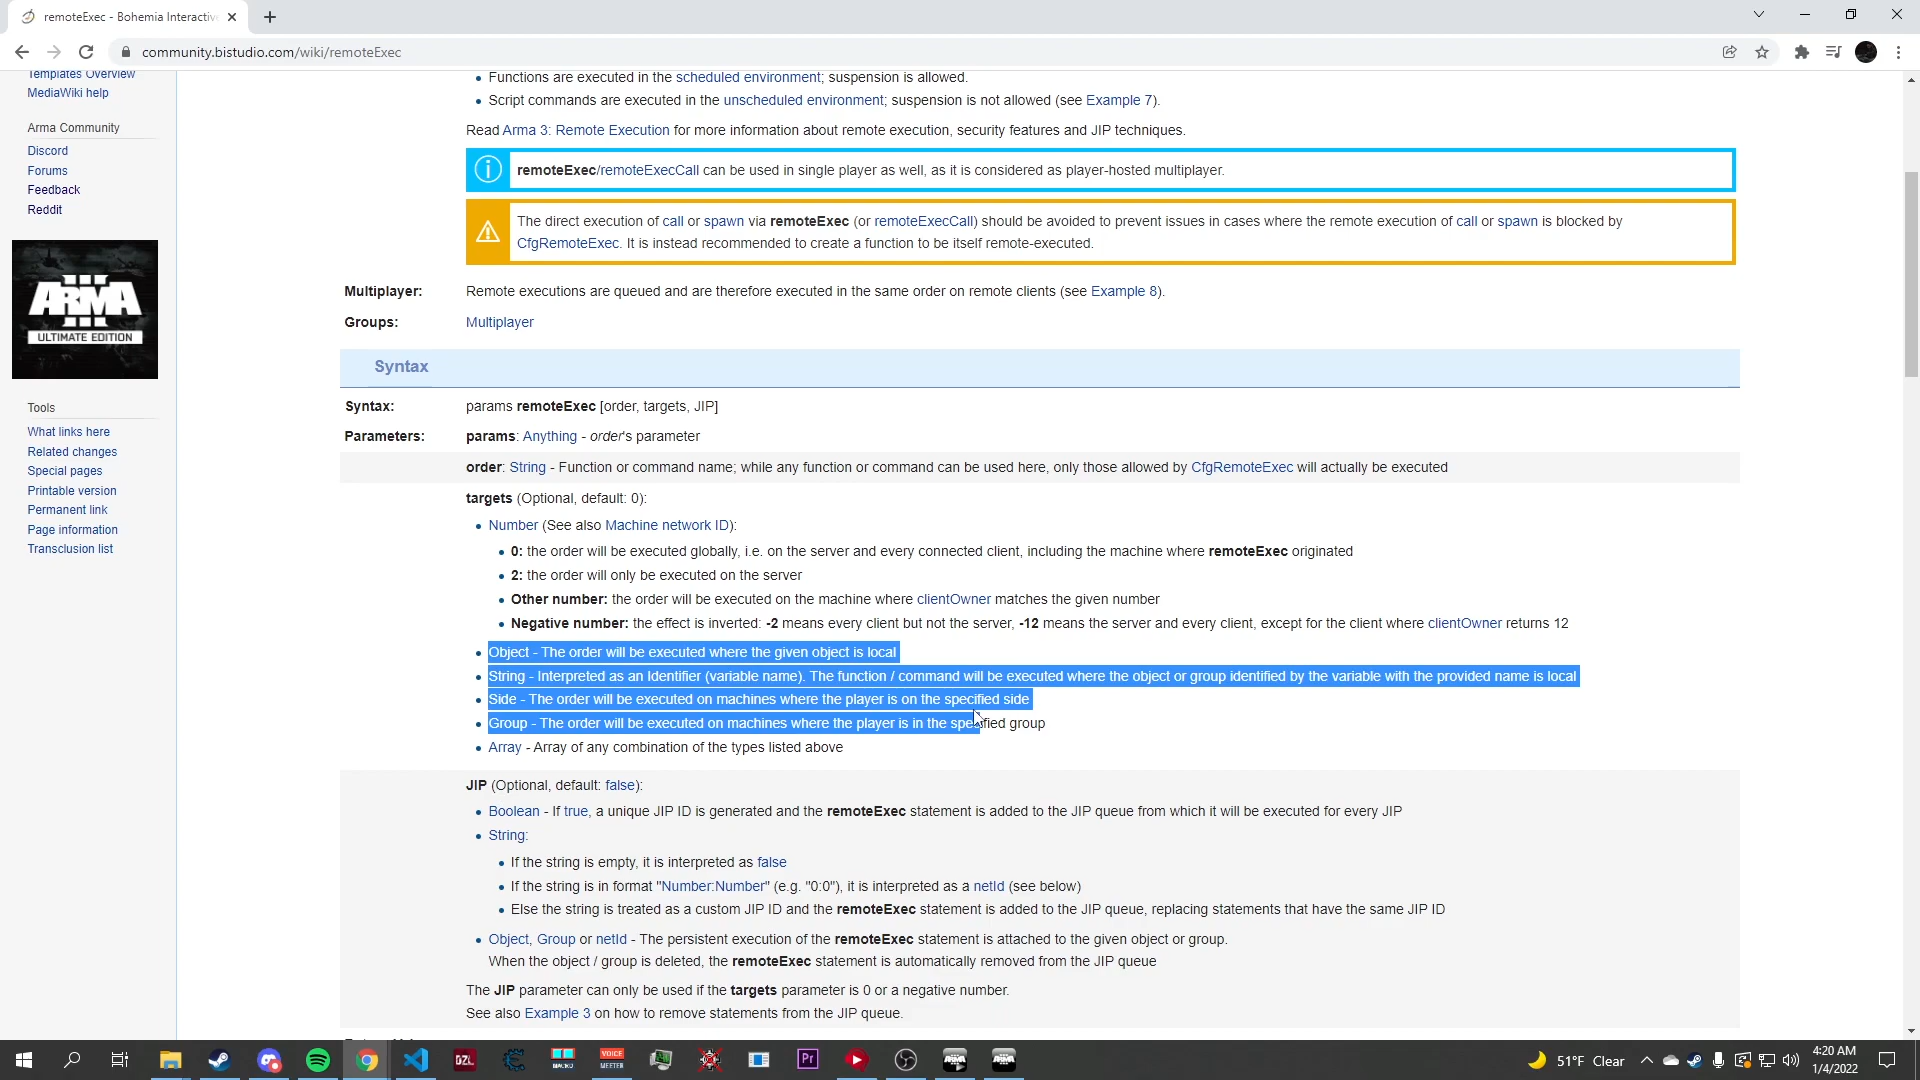 remoteExec - Bohemia Interactive
community.bistudio.com/wiki/remoteExec
Templates Overview
MediaWiki help
Arma Community
Discord
Forums
Feedback
Reddit
ARMA
III
ULTIMATE EDITION
Tools
What links here
Related changes
Special pages
Printable version
Permanent link
Page information
Transclusion list
Functions are executed in the scheduled environment; suspension is allowed.
Script commands are executed in the unscheduled environment; suspension is not allowed (see Example 7).
Read Arma 3: Remote Execution for more information about remote execution, security features and JIP techniques.
remoteExec/remoteExecCall can be used in single player as well, as it is considered as player-hosted multiplayer.
The direct execution of call or spawn via remoteExec (or remoteExecCall) should be avoided to prevent issues in cases where the remote execution of call or spawn is blocked by
CfgRemoteExec. It is instead recommended to create a function to be itself remote-executed.
Multiplayer: Remote executions are queued and are therefore executed in the same order on remote clients (see Example 8).
Groups: Multiplayer
Syntax
Syntax: params remoteExec [order, targets, JIP]
Parameters: params: Anything - order's parameter
order: String - Function or command name; while any function or command can be used here, only those allowed by CfgRemoteExec will actually be executed
targets (Optional, default: 0):
Number (See also Machine network ID):
0: the order will be executed globally, i.e. on the server and every connected client, including the machine where remoteExec originated
2: the order will only be executed on the server
Other number: the order will be executed on the machine where clientOwner matches the given number
Negative number: the effect is inverted: -2 means every client but not the server, -12 means the server and every client, except for the client where clientOwner returns 12
Object - The order will be executed where the given object is local
String - Interpreted as an Identifier (variable name). The function / command will be executed where the object or group identified by the variable with the provided name is local
Side - The order will be executed on machines where the player is on the specified side
Group - The order will be executed on machines where the player is in the specified group
Array - Array of any combination of the types listed above
JIP (Optional, default: false):
Boolean - If true, a unique JIP ID is generated and the remoteExec statement is added to the JIP queue from which it will be executed for every JIP
String:
If the string is empty, it is interpreted as false
If the string is in format "Number:Number" (e.g. "0:0"), it is interpreted as a netId (see below)
Else the string is treated as a custom JIP ID and the remoteExec statement is added to the JIP queue, replacing statements that have the same JIP ID
Object, Group or netId - The persistent execution of the remoteExec statement is attached to the given object or group.
When the object / group is deleted, the remoteExec statement is automatically removed from the JIP queue
The JIP parameter can only be used if the targets parameter is 0 or a negative number.
See also Example 3 on how to remove statements from the JIP queue.
DZL
MACRO
VOICE
MEETER
Pr
51°F Clear
4:20 AM
1/4/2022